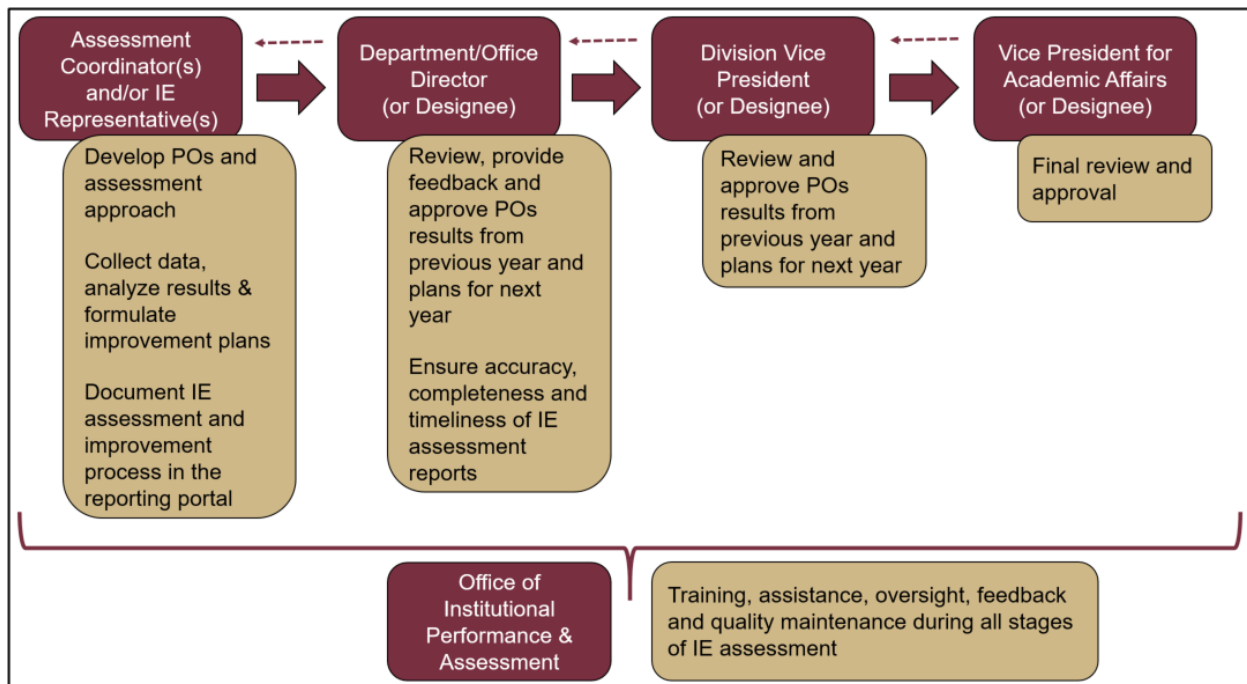 Assessment
Coordinator(s)
and/or IE
Representative(s)
Develop POs and
assessment
approach
Collect data,
analyze results &
formulate
improvement plans
Document IE
assessment and
improvement
process in the
reporting portal
Department/Office
Director
(or Designee)
Review, provide
feedback and
approve POs
results from
previous year and
plans for next
year
Ensure accuracy,
completeness and
timeliness of IE
assessment
reports
Division Vice
President
(or Designee)
Review and
approve POs
results from
previous year and
plans for next year
Vice President for
Academic Affairs
(or Designee)
Final review and
approval
Office of
Institutional
Performance &
Assessment
Training, assistance, oversight, feedback
and quality maintenance during all stages
of IE assessment